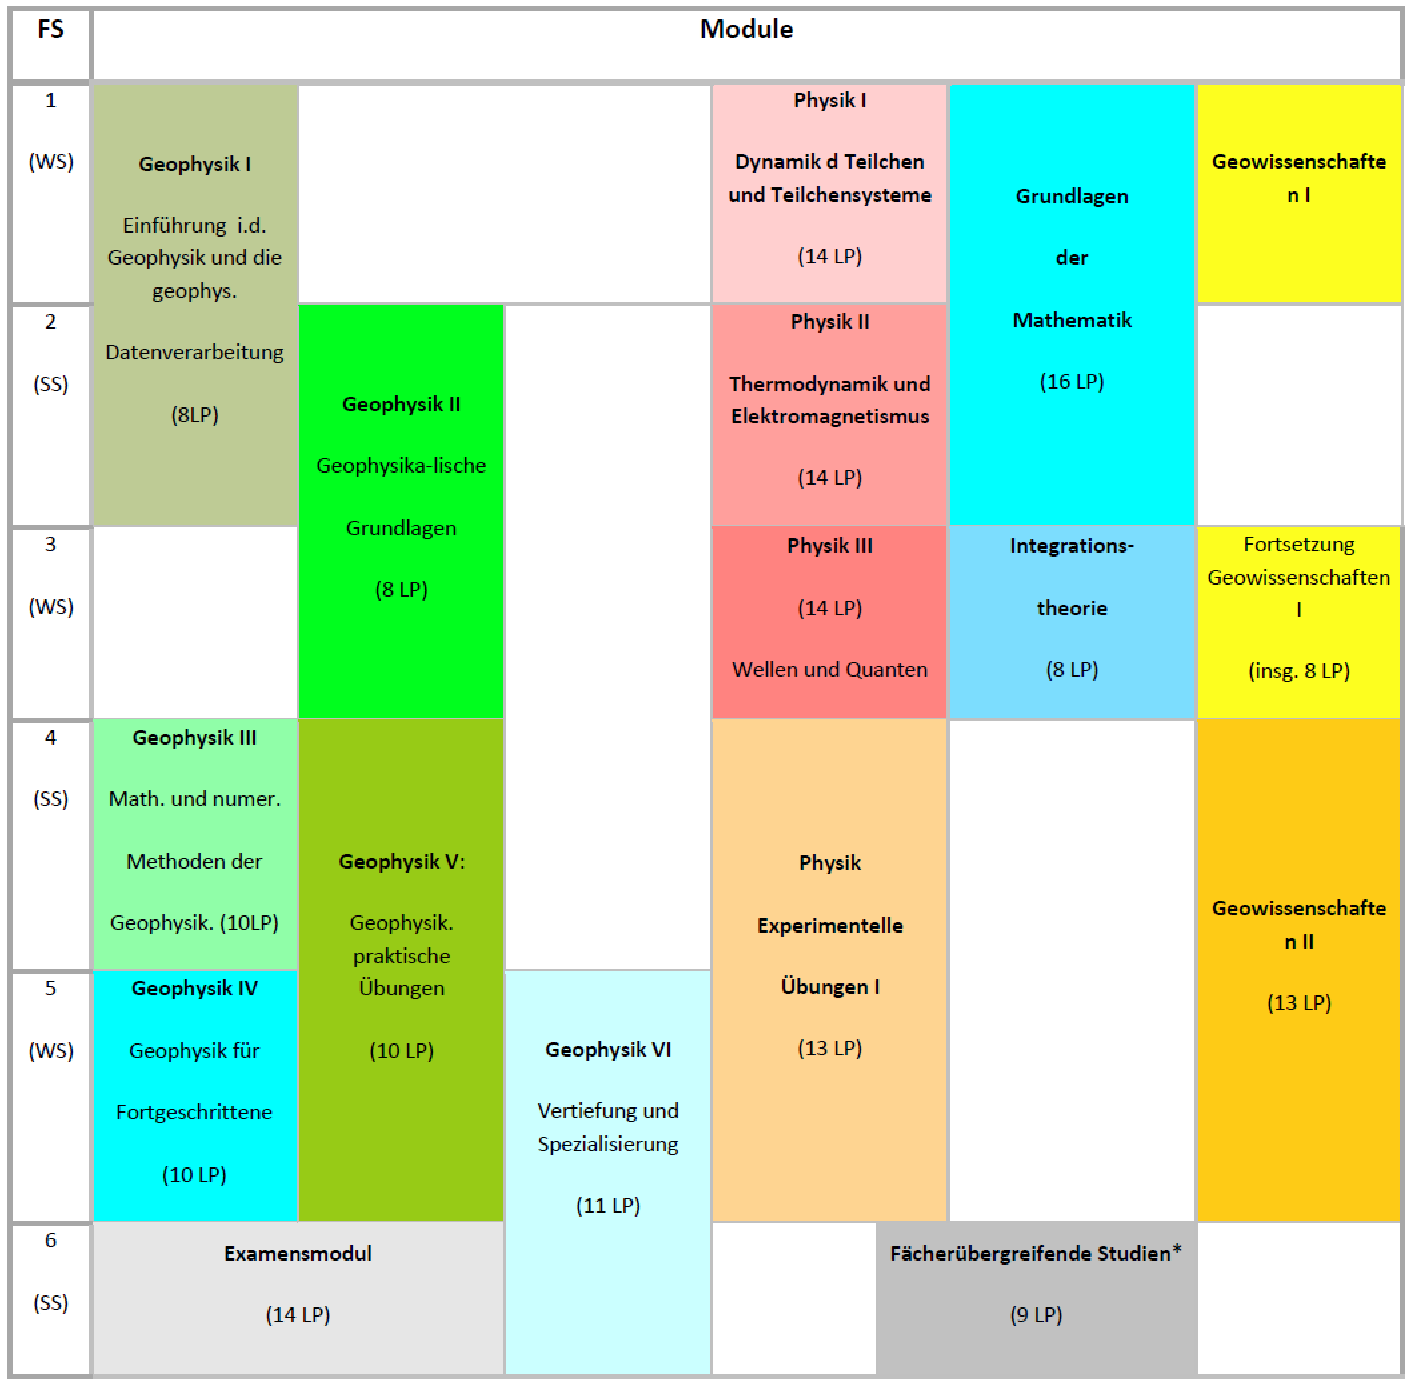 FS
Module
1
(WS)
Geophysik I
Einführung i.d.
Geophysik und die
geophys.
Datenverarbeitung
(8LP)
Physik I
Dynamik d Teilchen
und Teilchensysteme
(14 LP)
Grundlagen
der
Mathematik
(16 LP)
Geowissenschafte
n I
2
(SS)
Geophysik II
Geophysika-lische
Grundlagen
(8 LP)
Physik II
Thermodynamik und
Elektromagnetismus
(14 LP)
3
(WS)
Physik III
(14 LP)
Wellen und Quanten
Integrations-
theorie
(8 LP)
Fortsetzung
Geowissenschaften
I
(insg. 8 LP)
4
(SS)
Geophysik III
Math. und numer.
Methoden der
Geophysik. (10LP)
Geophysik V:
Geophysik.
praktische
Übungen
(10 LP)
Physik
Experimentelle
Übungen I
(13 LP)
Geowissenschafte
n II
(13 LP)
5
(WS)
Geophysik IV
Geophysik für
Fortgeschrittene
(10 LP)
Geophysik VI
Vertiefung und
Spezialisierung
(11 LP)
6
(SS)
Examensmodul
(14 LP)
Fächerübergreifende Studien*
(9 LP)